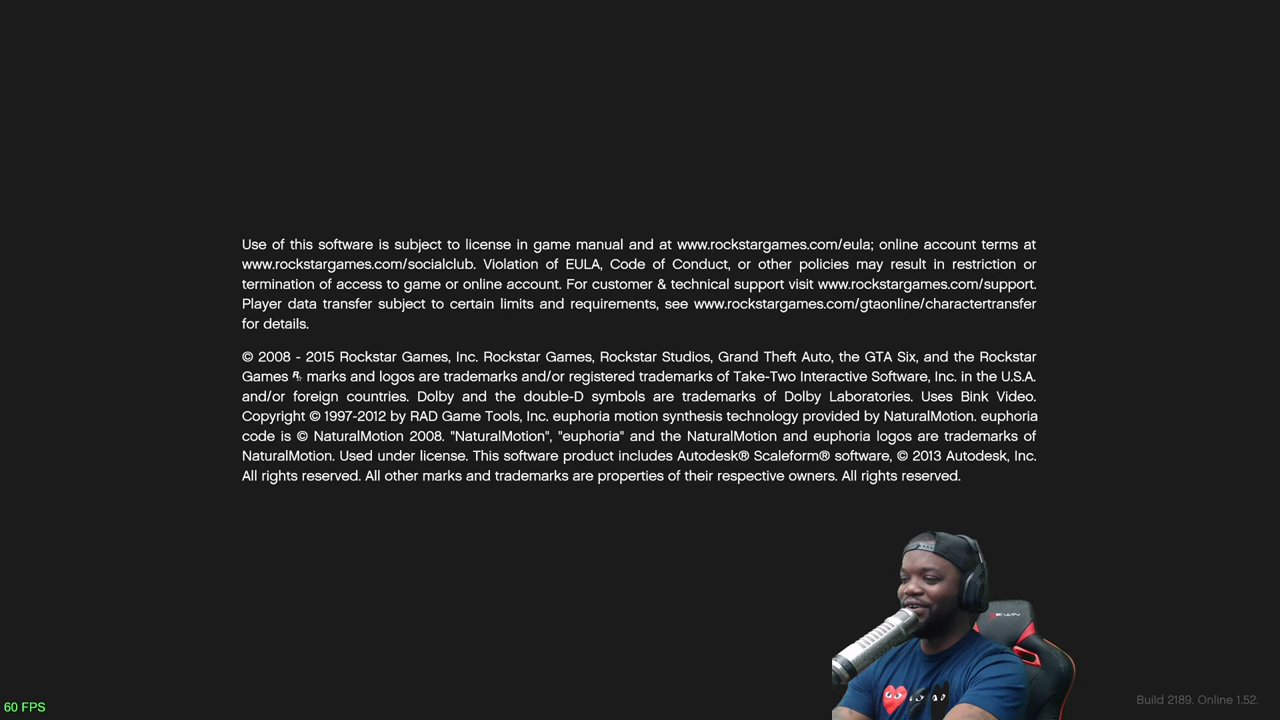 Use of this software is subject to license in game manual and at www.rockstargames.com/eula; online account terms at
www.rockstargames.com/socialclub. Violation of EULA, Code of Conduct, or other policies may result in restriction or
termination of access to game or online account. For customer & technical support visit www.rockstargames.com/support.
Player data transfer subject to certain limits and requirements, see www.rockstargames.com/gtaonline/charactertransfer
for details.
© 2008 - 2015 Rockstar Games, Inc. Rockstar Games, Rockstar Studios, Grand Theft Auto, the GTA Six, and the Rockstar
Games R* marks and logos are trademarks and/or registered trademarks of Take-Two Interactive Software, Inc. in the U.S.A.
and/or foreign countries. Dolby and the double-D symbols are trademarks of Dolby Laboratories. Uses Bink Video.
Copyright © 1997-2012 by RAD Game Tools, Inc. euphoria motion synthesis technology provided by NaturalMotion. euphoria
code is © NaturalMotion 2008. "NaturalMotion", "euphoria" and the NaturalMotion and euphoria logos are trademarks of
NaturalMotion. Used under license. This software product includes Autodesk® Scaleform® software, © 2013 Autodesk, Inc.
All rights reserved. All other marks and trademarks are properties of their respective owners. All rights reserved.
60 FPS
Build 2189. Online 1.52.